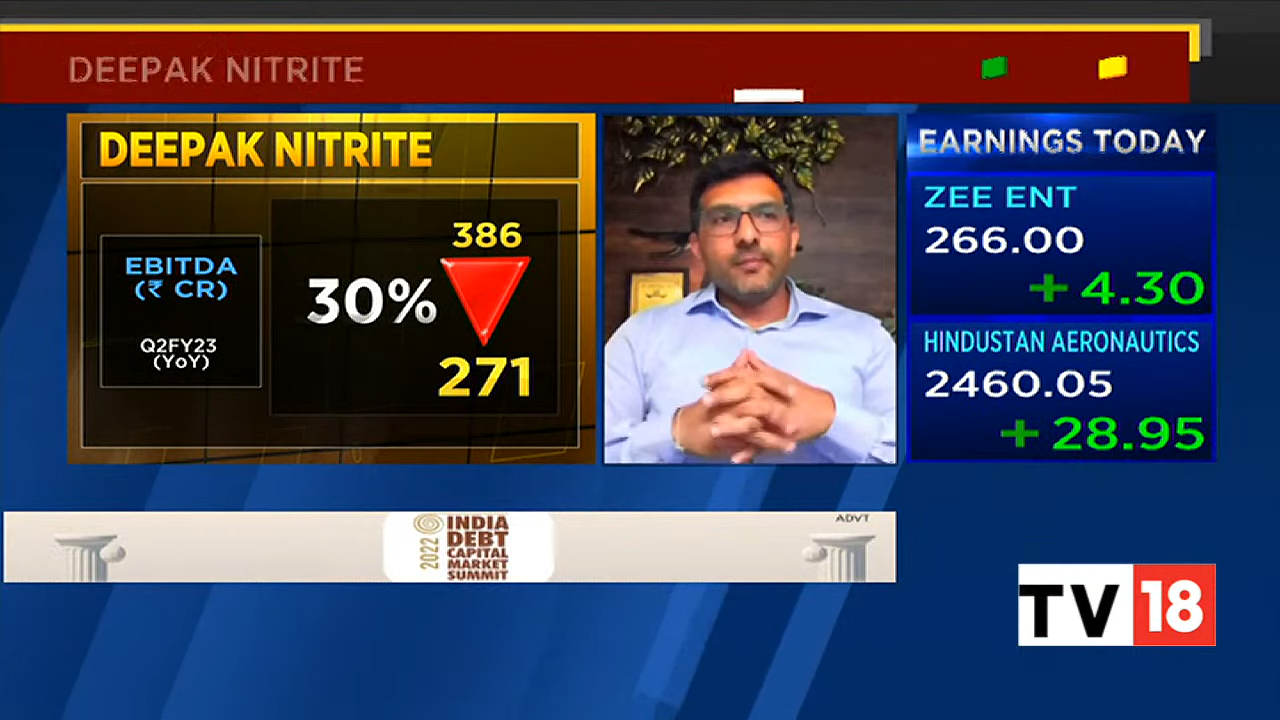 DEEPAK NITRITE
DEEPAK NITRITE
EBITDA
(₹ CR)
Q2FY23
(YoY)
30%
386
271
EARNINGS TODAY
ZEE ENT
266.00
+ 4.30
HINDUSTAN AERONAUTICS
2460.05
+ 28.95
2022
INDIA
DEBT
CAPITAL
MARKET
SUMMIT
ADVT
TV18